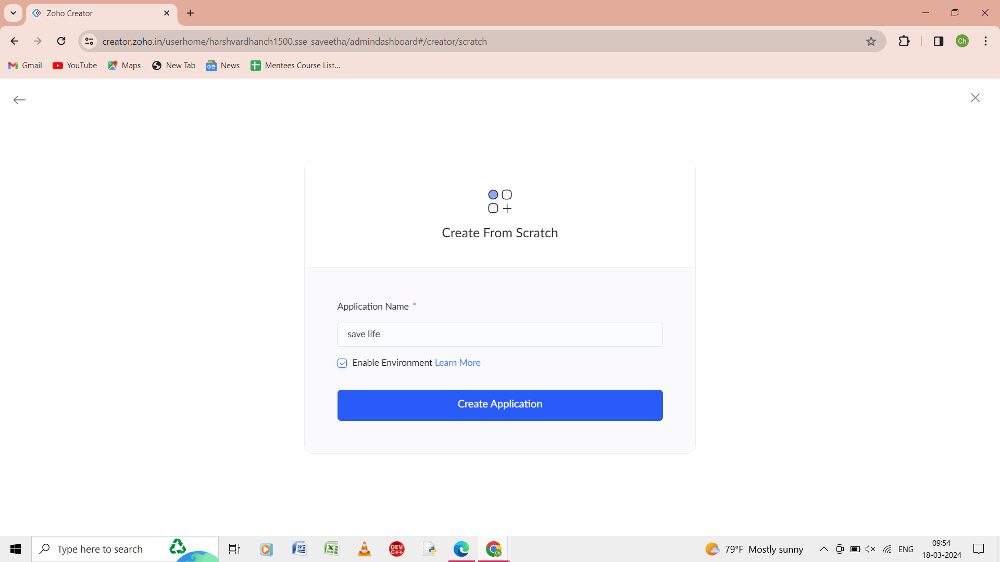 Zoho Creator
creator.zoho.in/userhome/harshvardhanch1500.sse_saveetha/admindashboard#/creator/scratch
Ch
Gmail YouTube Maps New Tab News Mentees Course List...
Create From Scratch
Application Name *
save life
Enable Environment Learn More
Create Application
Type here to search
DEV C++
79°F Mostly sunny
ENG
09:54
18-03-2024